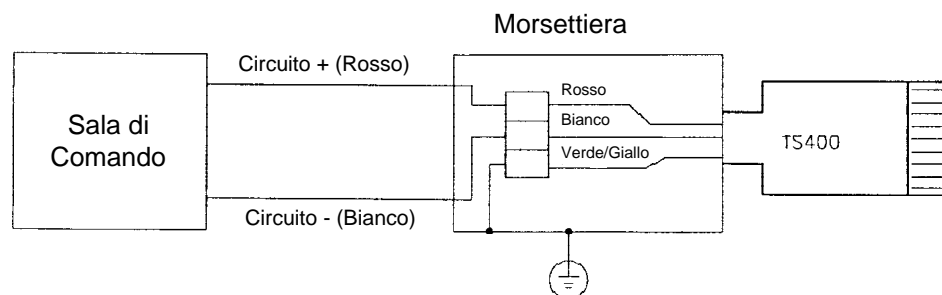 Morsettiera
Circuito + (Rosso)
Rosso
Bianco
Verde/Giallo
Sala di
Comando
TS400
Circuito - (Bianco)